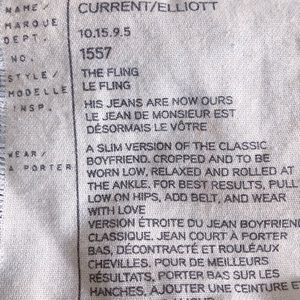 NAME/ CURRENT/ELLIOTT
MARQUE
DEPT. 10.15.9.5
NO. 1557
STYLE/ THE FLING
MODELLE LE FLING
INSP. HIS JEANS ARE NOW OURS
LE JEAN DE MONSIEUR EST
DÉSORMAIS LE VÔTRE
WEAR/ A SLIM VERSION OF THE CLASSIC
À PORTER BOYFRIEND. CROPPED AND TO BE
WORN LOW, RELAXED AND ROLLED AT
THE ANKLE. FOR BEST RESULTS, PULL
LOW ON HIPS, ADD BELT, AND WEAR
WITH LOVE
VERSION ÉTROITE DU JEAN BOYFRIEND
CLASSIQUE. JEAN COURT À PORTER
BAS, DÉCONTRACTÉ ET ROULÉAUX
CHEVILLES. POUR DE MEILLEURS
RÉSULTATS, PORTER BAS SUR LES
HANCHES, AJOUTER UNE CEINTURE ET